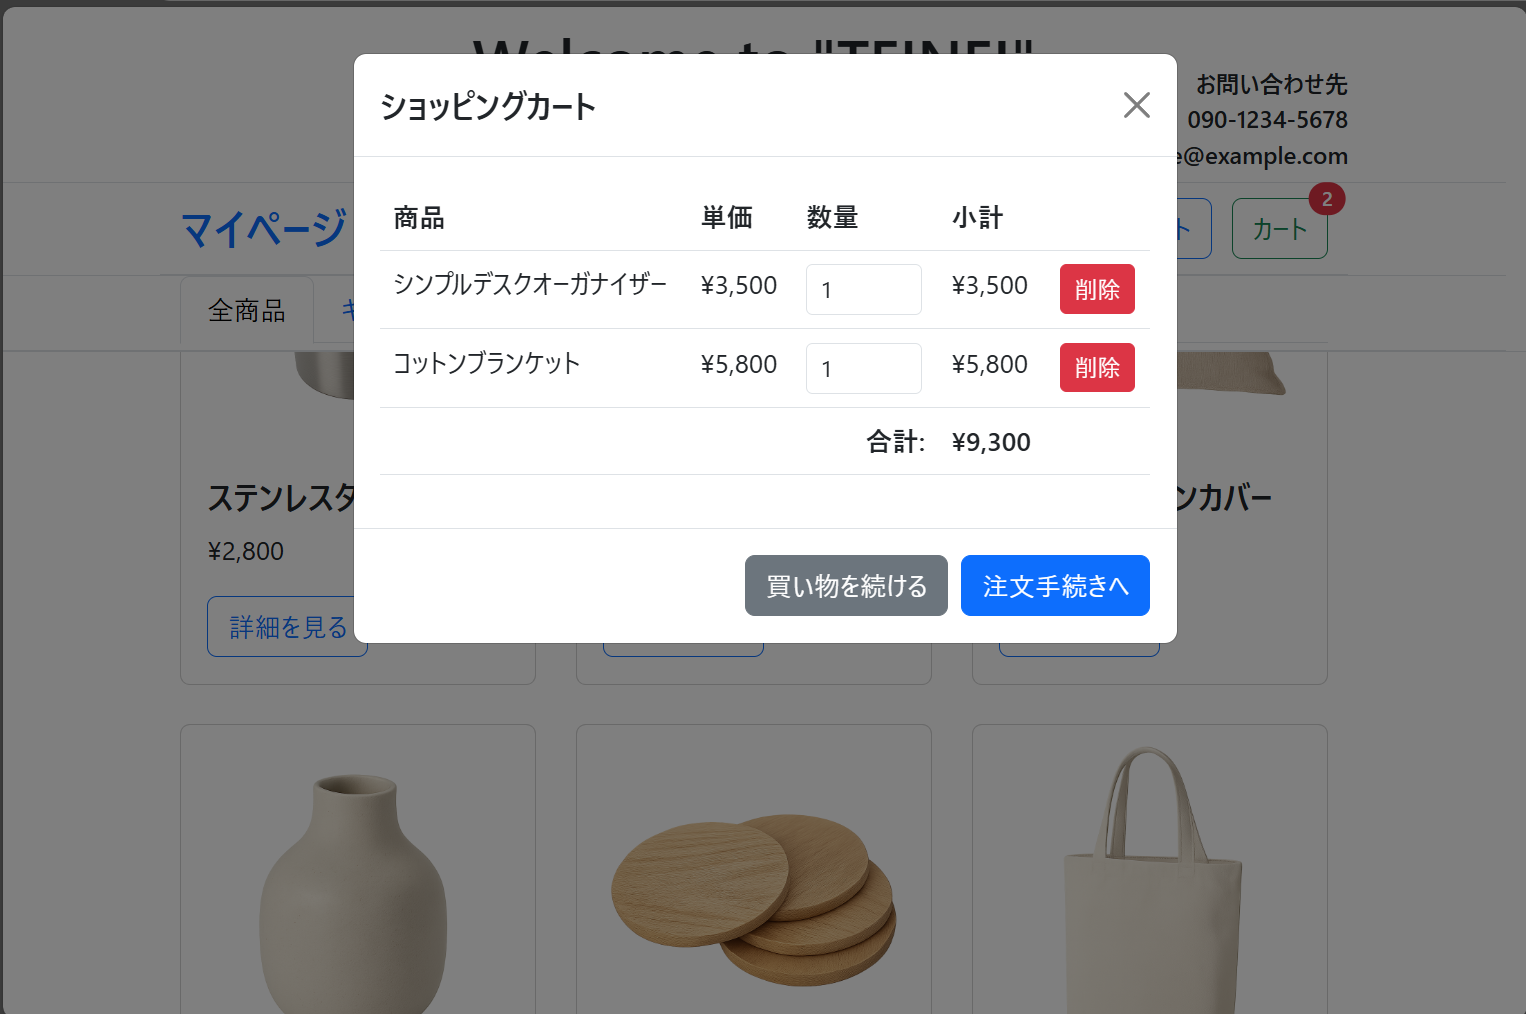 Welcome to "TEINEI"
お問い合わせ先
090-1234-5678
e@example.com
マイページ
ト
カート
2
全商品
ショッピングカート
商品 単価 数量 小計
シンプルデスクオーガナイザー ¥3,500 1 ¥3,500 削除
コットンブランケット ¥5,800 1 ¥5,800 削除
合計: ¥9,300
買い物を続ける 注文手続きへ
ステンレスタ
ンカバー
¥2,800
詳細を見る